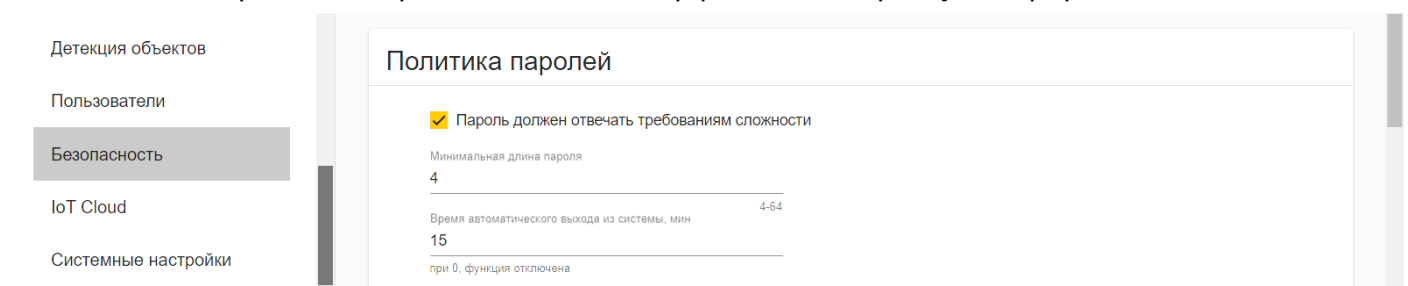 Детекция объектов
Пользователи
Безопасность
IoT Cloud
Системные настройки
Политика паролей
Пароль должен отвечать требованиям сложности
Минимальная длина пароля
4
4-64
Время автоматического выхода из системы, мин
15
при 0, функция отключена